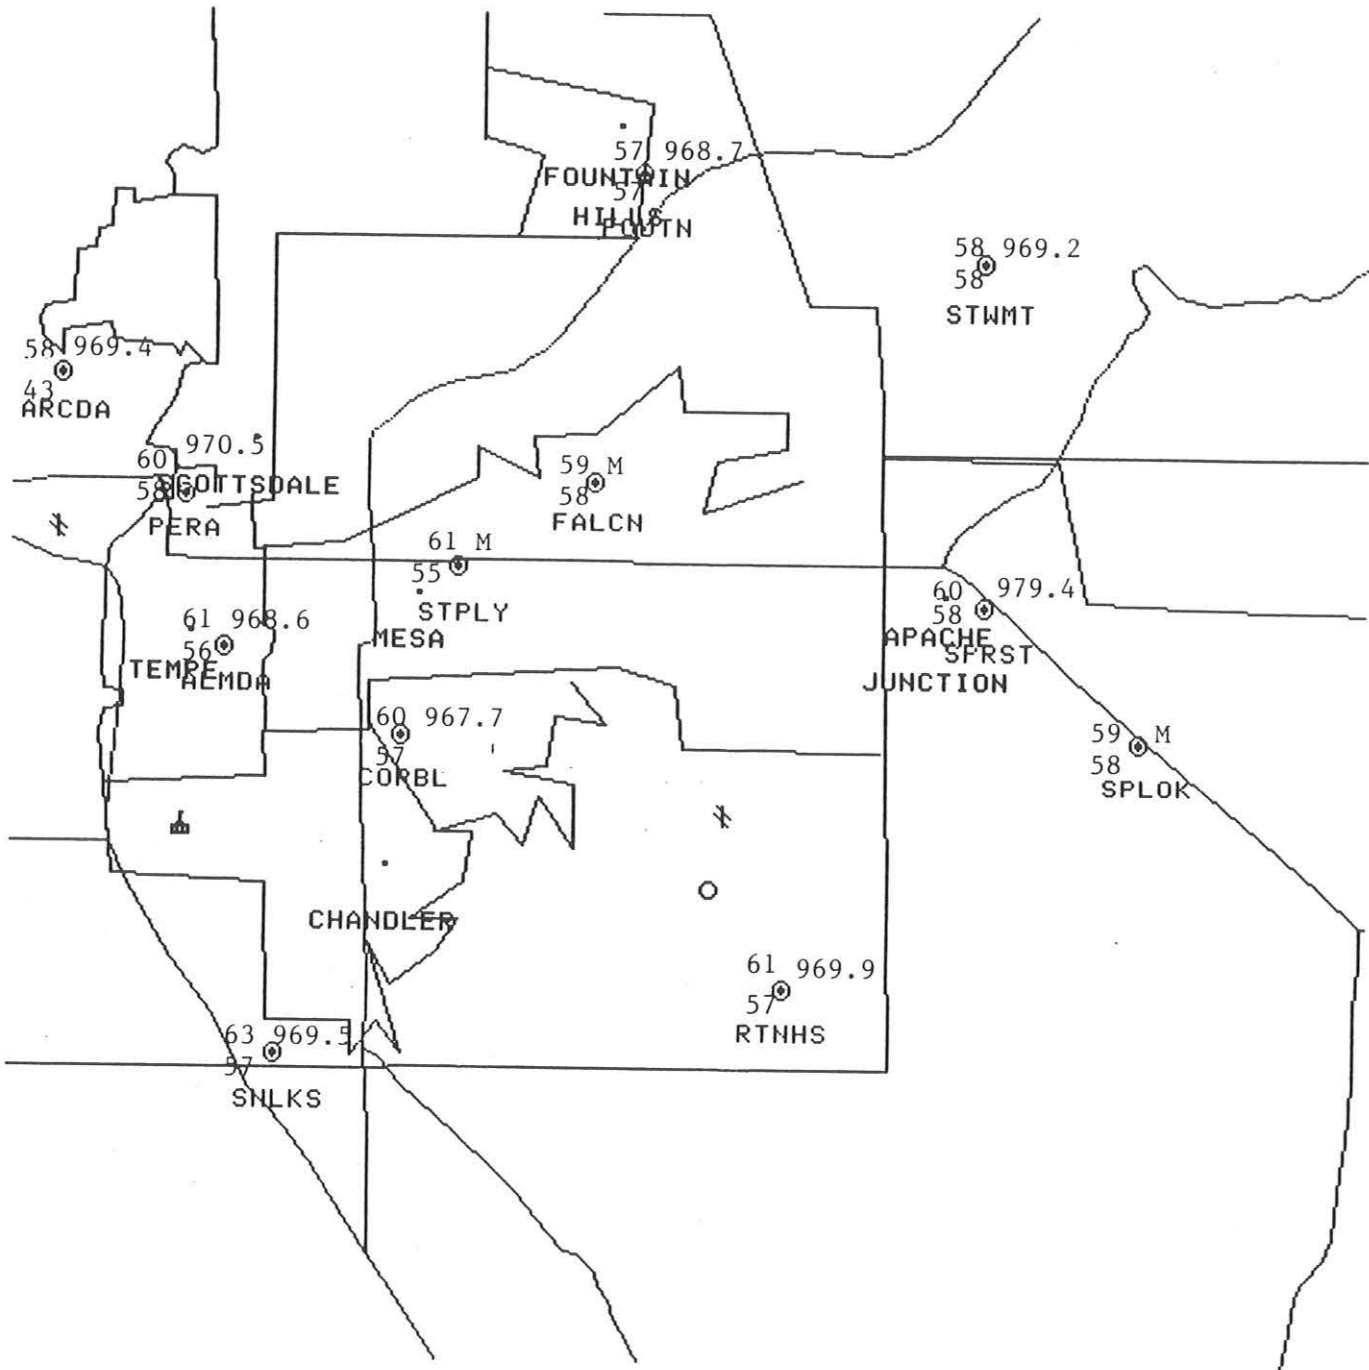 57 968.7
FOUNTAIN
57
HILLS
FOUTN
58 969.2
58
STWMT
58 969.4
43
ARCDA
970.5
60
SCOTTSDALE
58
PERA
59 M
58
FALCN
61 M
55
STPLY
61 968.6
56
TEMPE
ALMDA
MESA
60 979.4
58
APACHE
SFRST
JUNCTION
60 967.7
57
CORBL
59 M
58
SPLOK
CHANDLER
61 969.9
57
RTNHS
63 969.5
57
SNLKS